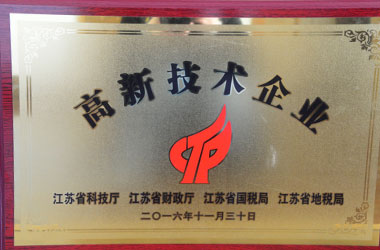 高新技术企业
江苏省科技厅 江苏省财政厅 江苏省国税局 江苏省地税局
二〇一六年十一月三十日